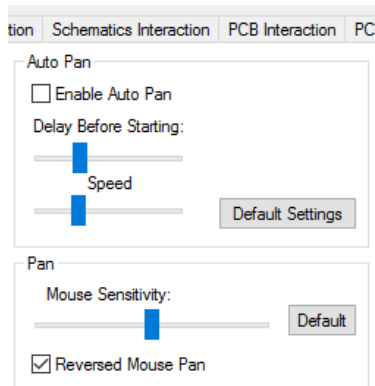 tion Schematics Interaction PCB Interaction PC
Auto Pan
Enable Auto Pan
Delay Before Starting:
Speed
Default Settings
Pan
Mouse Sensitivity:
Default
Reversed Mouse Pan